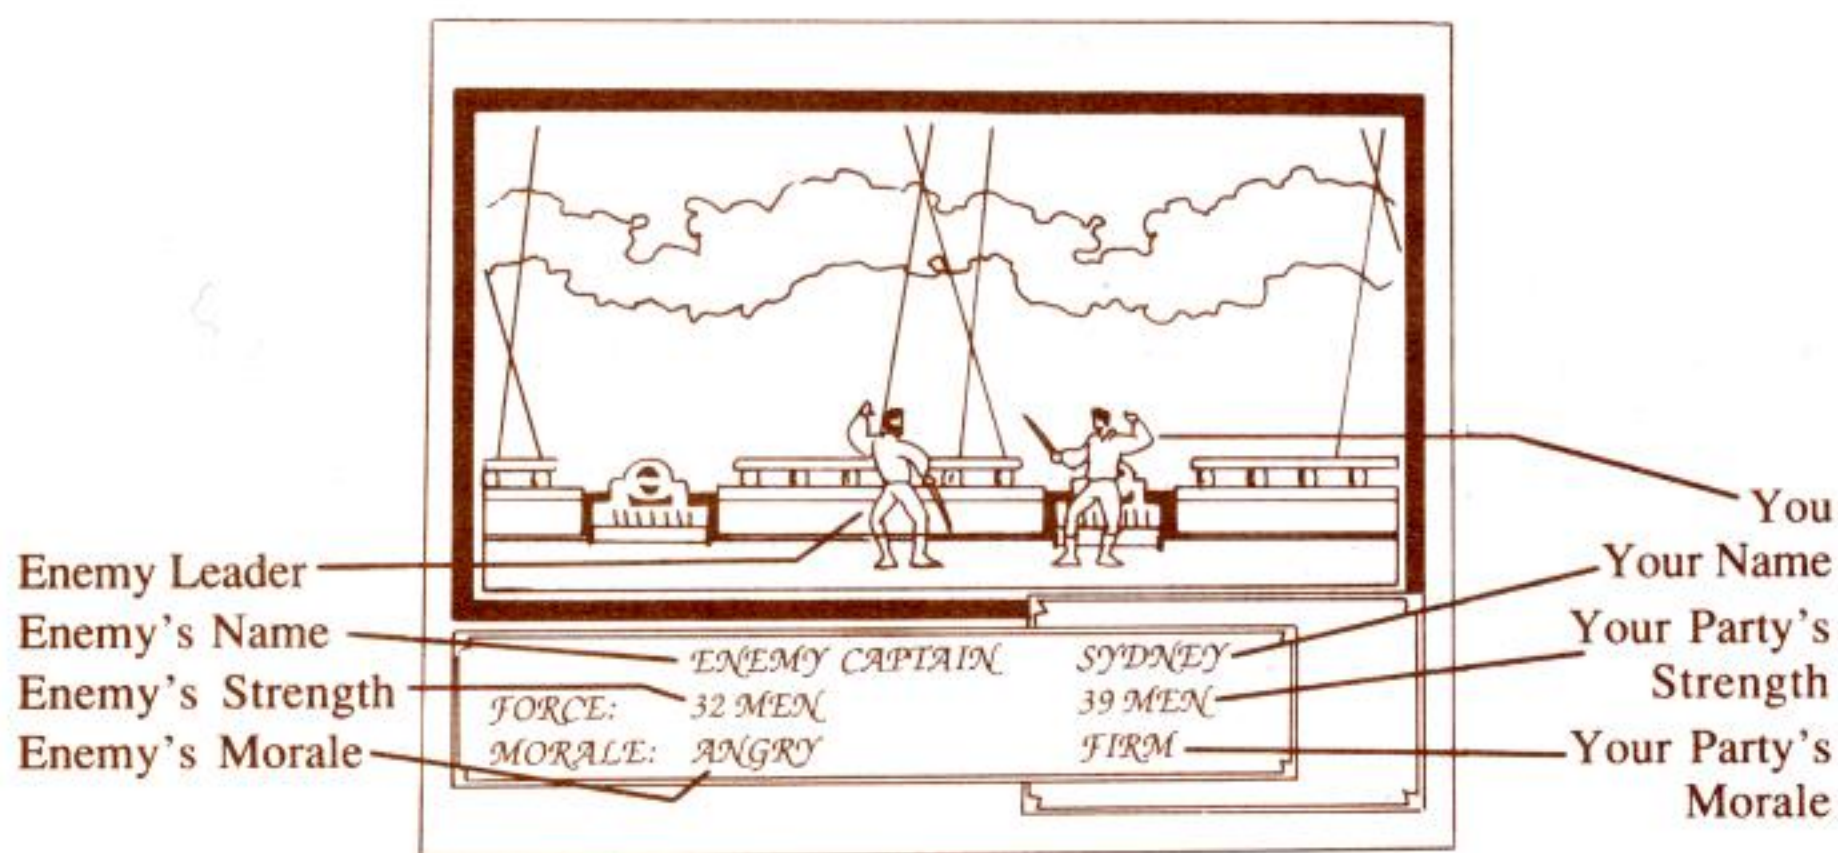 You
Your Name
Your Party's
Strength
Your Party's
Morale
Enemy Leader
Enemy's Name
Enemy's Strength
Enemy's Morale
ENEMY CAPTAIN SYDNEY
FORCE: 32 MEN 39 MEN
MORALE: ANGRY FIRM